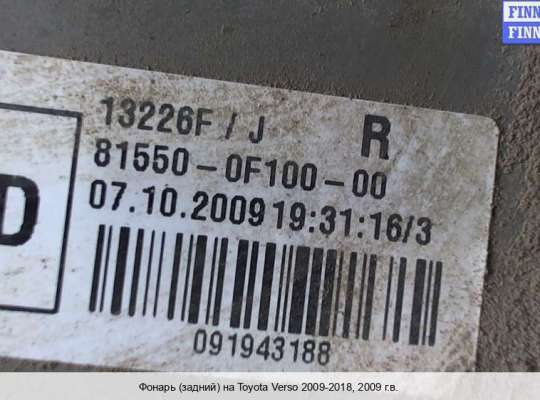 FINN
FINN
13226F / J R
81550-0F100-00
07.10.2009 19:31:16/3
D
091943188
Фонарь (задний) на Toyota Verso 2009-2018, 2009 г.в.